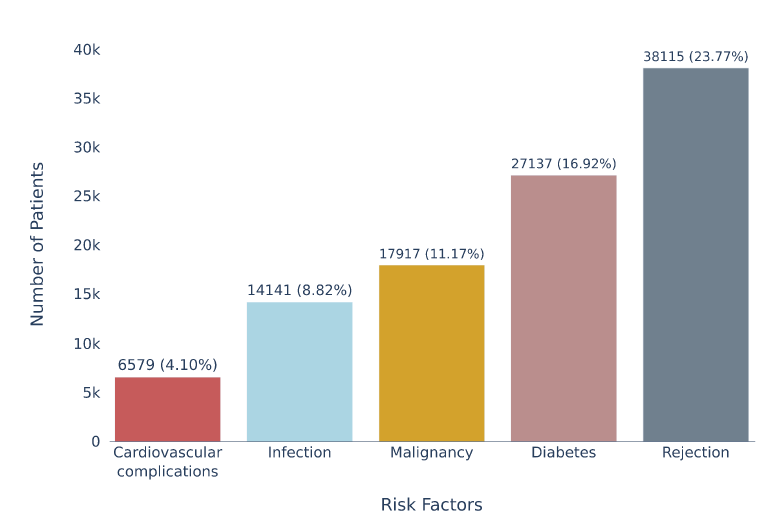 40k
35k
30k
25k
20k
15k
10k
5k
0
Number of Patients
6579 (4.10%)
14141 (8.82%)
17917 (11.17%)
27137 (16.92%)
38115 (23.77%)
Cardiovascular
complications
Infection
Malignancy
Diabetes
Rejection
Risk Factors